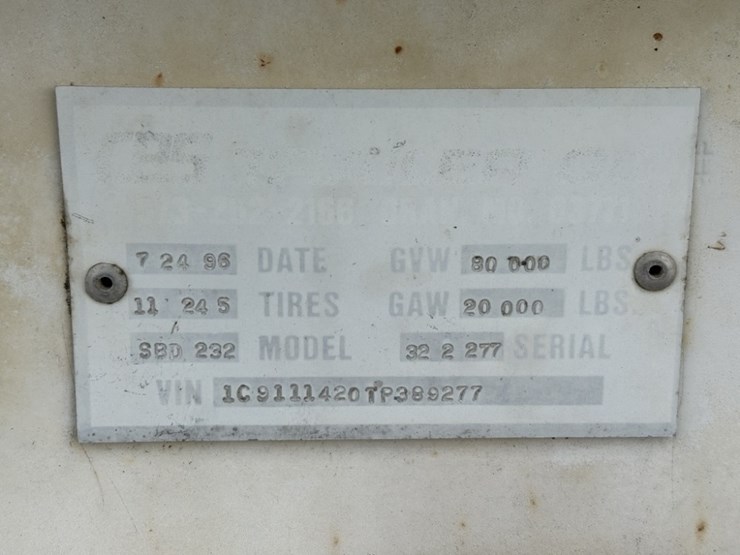 7 24 96 DATE GVW 80 000 LBS
11 24 5 TIRES GAW 20 000 LBS
SBD 232 MODEL 32 2 277 SERIAL
VIN 1C9111420TP389277